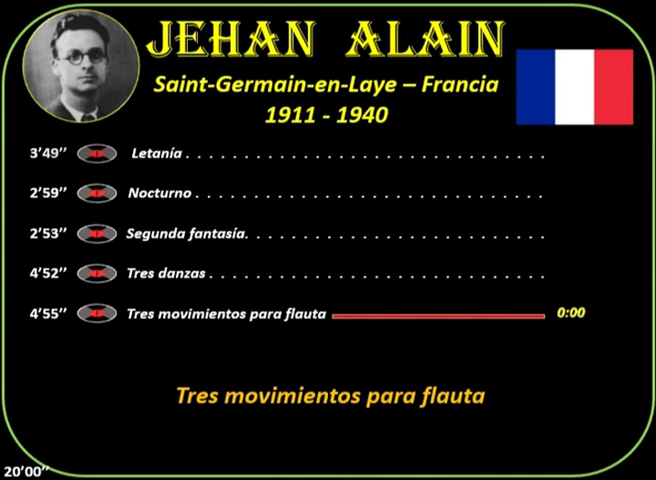 JEHAN ALAIN
Saint-Germain-en-Laye – Francia
1911 - 1940
3’49’’ Letanía . . . . . . . . . . . . . . . . . . . . . . . . . . . . . .
2’59’’ Nocturno . . . . . . . . . . . . . . . . . . . . . . . . . . . . .
2’53’’ Segunda fantasía. . . . . . . . . . . . . . . . . . . . . . . . .
4’52’’ Tres danzas . . . . . . . . . . . . . . . . . . . . . . . . . . . .
4’55’’ Tres movimientos para flauta 0:00
Tres movimientos para flauta
20’00’’